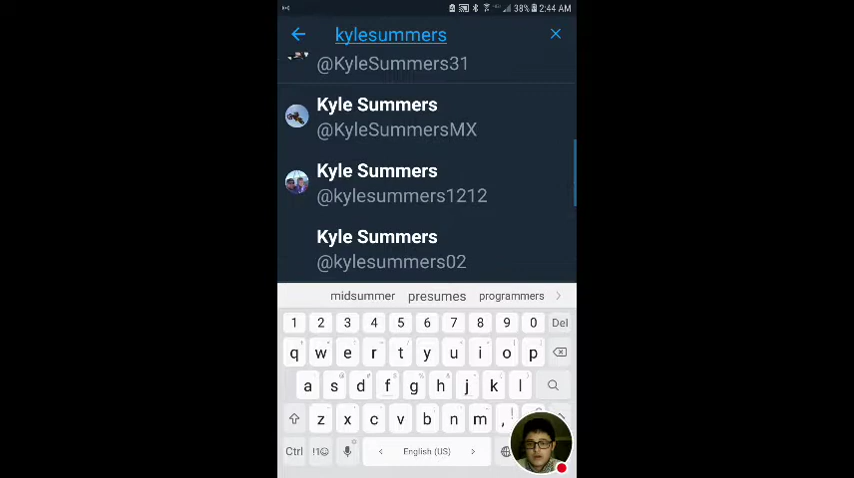 38% 2:44 AM
kylesummers
@KyleSummers31
Kyle Summers
@KyleSummersMX
Kyle Summers
@kylesummers1212
Kyle Summers
@kylesummers02
midsummer presumes programmers
1 2 3 4 5 6 7 8 9 0 Del
q w e r t y u i o p
a s d f g h j k l
z x c v b n m , !
Ctrl !1☺ < English (US) >